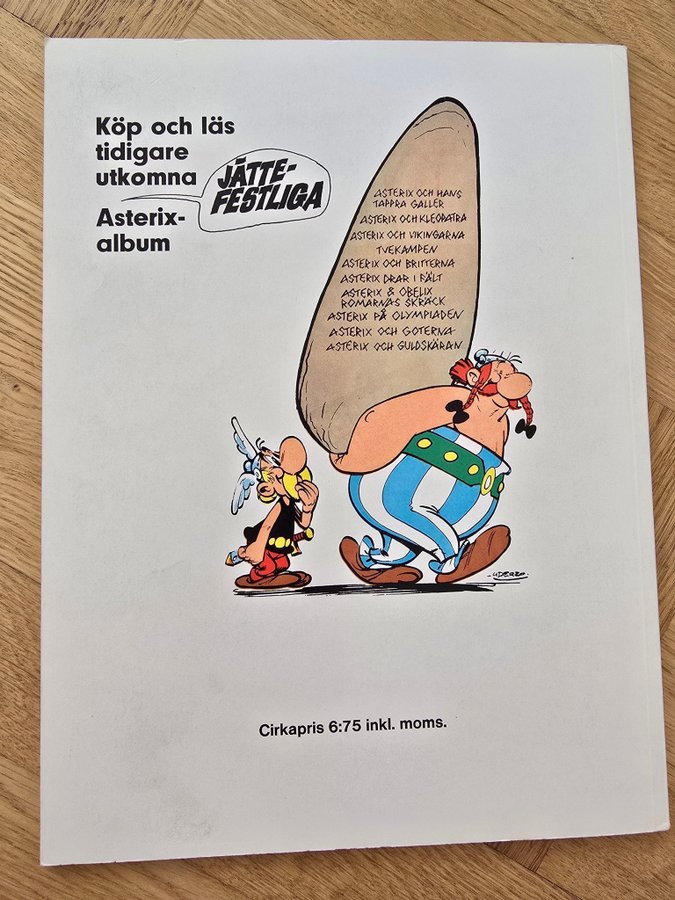 Köp och läs
tidigare
utkomna
JÄTTE-
FESTLIGA
Asterix-
album
ASTERIX OCH HANS
TAPPRA GALLER
ASTERIX OCH KLEOPATRA
ASTERIX OCH VIKINGARNA
TVEKAMPEN
ASTERIX OCH BRITTERNA
ASTERIX DRAR I FÄLT
ASTERIX & OBELIX
ROMARNAS SKRÄCK
ASTERIX PÅ OLYMPIADEN
ASTERIX OCH GOTERNA
ASTERIX OCH GULDSKÄRAN
-UDERZO-
Cirkapris 6:75 inkl. moms.